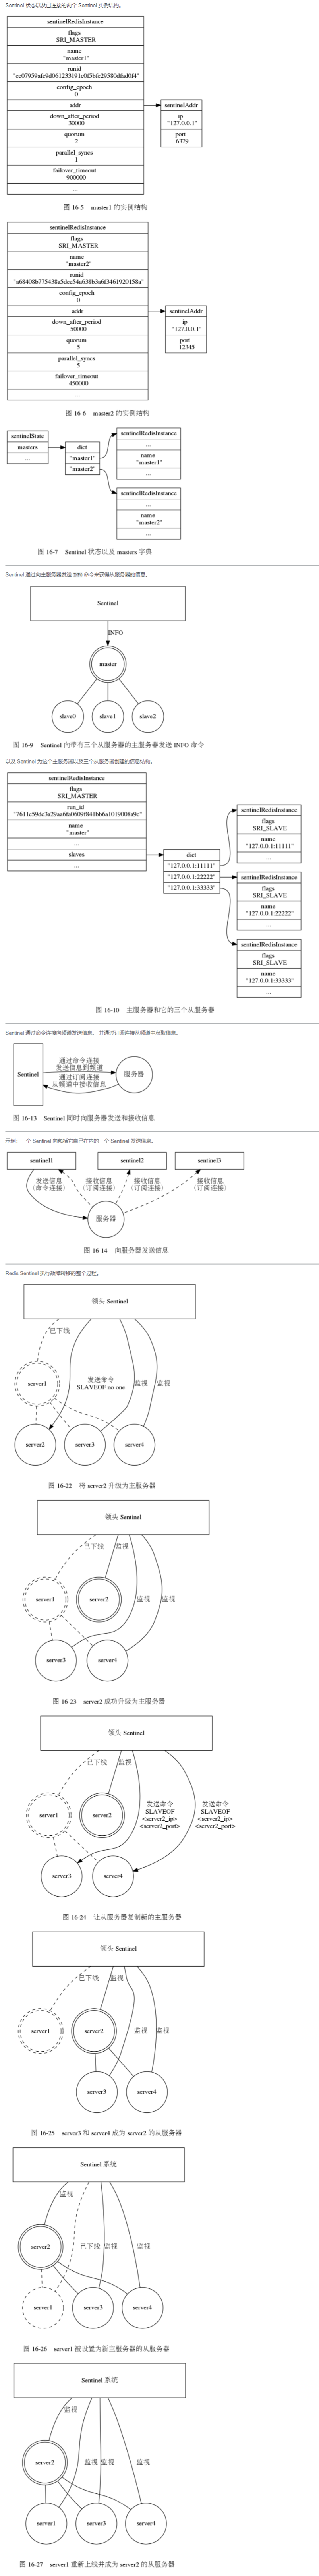 Sentinel 状态以及已连接的两个 Sentinel 实例结构。
sentinelRedisInstance
flags
SRI_MASTER
name
"master1"
runid
config_epoch
0
addr
down_after_period
30000
quorum
2
parallel_syncs
1
failover_timeout
900000
...
sentinelAddr
ip
"127.0.0.1"
port
6379
图 16-5 master1 的实例结构
sentinelRedisInstance
flags
SRI_MASTER
name
"master2"
runid
config_epoch
0
addr
down_after_period
50000
quorum
5
parallel_syncs
5
failover_timeout
450000
...
sentinelAddr
ip
"127.0.0.1"
port
12345
图 16-6 master2 的实例结构
sentinelState
masters
...
dict
"master1"
"master2"
sentinelRedisInstance
...
name
"master1"
...
sentinelRedisInstance
...
name
"master2"
...
图 16-7 Sentinel 状态以及 masters 字典
Sentinel 通过向主服务器发送 INFO 命令来获得从服务器的信息。
Sentinel
INFO
master
slave0
slave1
slave2
图 16-9 Sentinel 向带有三个从服务器的主服务器发送 INFO 命令
以及 Sentinel 为这个主服务器以及三个从服务器创建的信息结构。
sentinelRedisInstance
flags
SRI_MASTER
run_id
name
"master"
...
slaves
...
dict
"127.0.0.1:11111"
"127.0.0.1:22222"
"127.0.0.1:33333"
sentinelRedisInstance
flags
SRI_SLAVE
name
"127.0.0.1:11111"
...
sentinelRedisInstance
flags
SRI_SLAVE
name
"127.0.0.1:22222"
...
sentinelRedisInstance
flags
SRI_SLAVE
name
"127.0.0.1:33333"
...
图 16-10 主服务器和它的三个从服务器
Sentinel 通过命令连接向频道发送信息， 并通过订阅连接从频道中获取信息。
Sentinel
通过命令连接
发送信息到频道
通过订阅连接
从频道中接收信息
服务器
图 16-13 Sentinel 同时向服务器发送和接收信息
示例：一个 Sentinel 向包括它自己在内的三个 Sentinel 发送信息。
sentinel1
sentinel2
sentinel3
发送信息
（命令连接）
接收信息
（订阅连接）
接收信息
（订阅连接）
接收信息
（订阅连接）
服务器
图 16-14 向服务器发送信息
Redis Sentinel 执行故障转移的整个过程。
领头 Sentinel
已下线
server1
发送命令
SLAVEOF no one
监视
监视
server2
server3
server4
图 16-22 将 server2 升级为主服务器
领头 Sentinel
已下线
监视
server1
server2
监视
监视
server3
server4
图 16-23 server2 成功升级为主服务器
领头 Sentinel
已下线
监视
server1
server2
发送命令
SLAVEOF
<server2_ip>
<server2_port>
发送命令
SLAVEOF
<server2_ip>
<server2_port>
server3
server4
图 16-24 让从服务器复制新的主服务器
领头 Sentinel
已下线
监视
server1
server2
监视
监视
server3
server4
图 16-25 server3 和 server4 成为 server2 的从服务器
Sentinel 系统
监视
server2
已下线
监视
监视
server1
server3
server4
图 16-26 server1 被设置为新主服务器的从服务器
Sentinel 系统
监视
server2
监视
监视
监视
server1
server3
server4
图 16-27 server1 重新上线并成为 server2 的从服务器